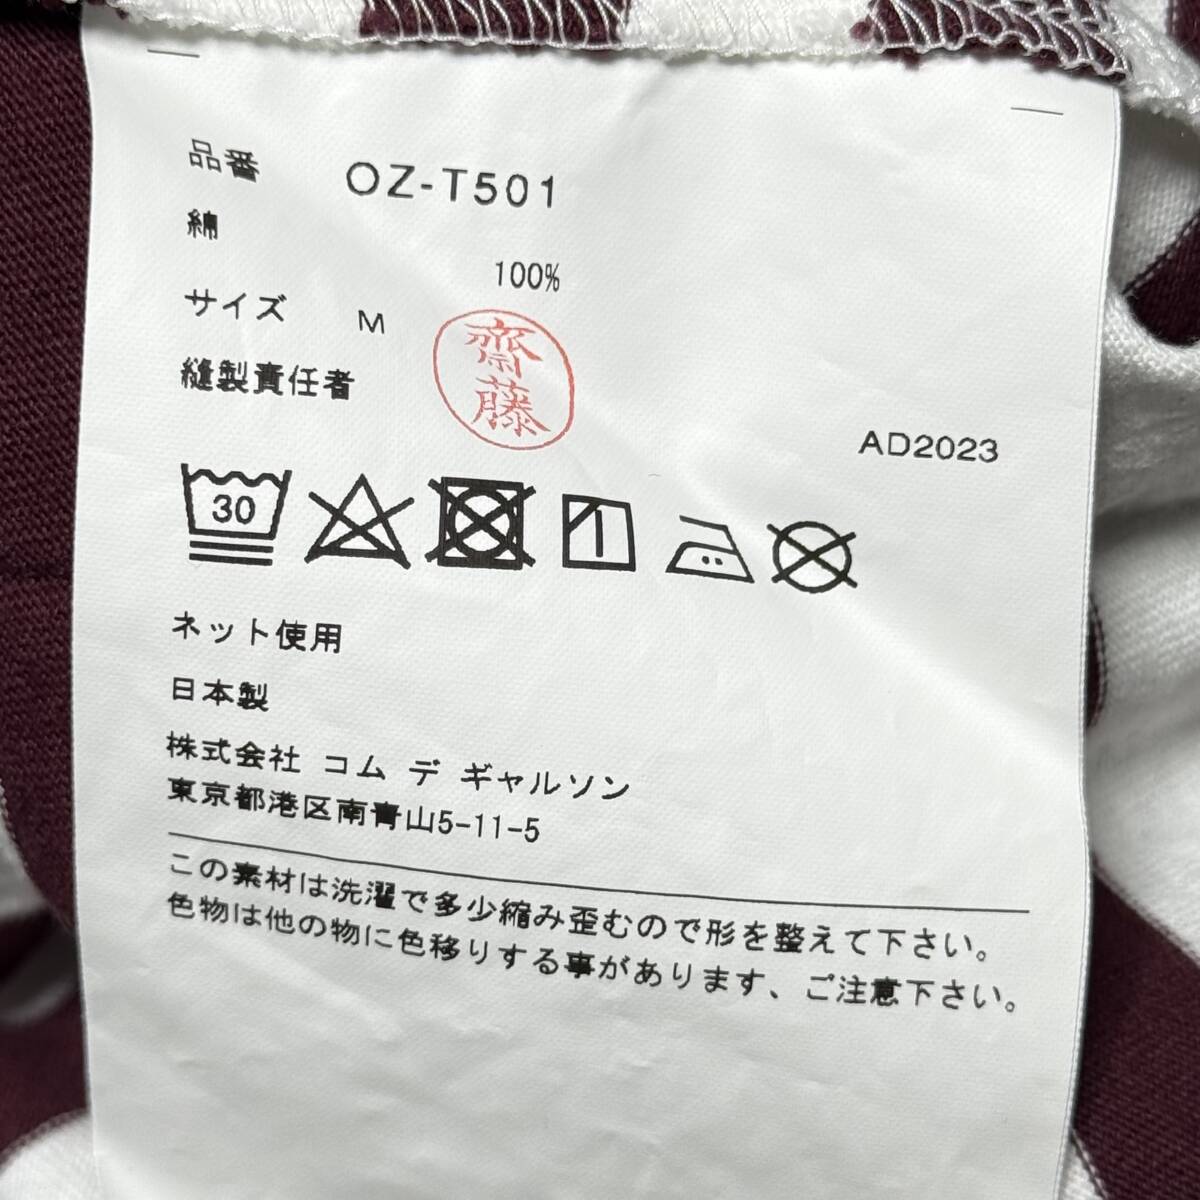 品番 OZ-T501
綿
100%
サイズ M
齋藤
縫製責任者
AD2023
30
ネット使用
日本製
株式会社 コム デ ギャルソン
東京都港区南青山5-11-5
この素材は洗濯で多少縮み歪むので形を整えて下さい。
色物は他の物に色移りする事があります、ご注意下さい。